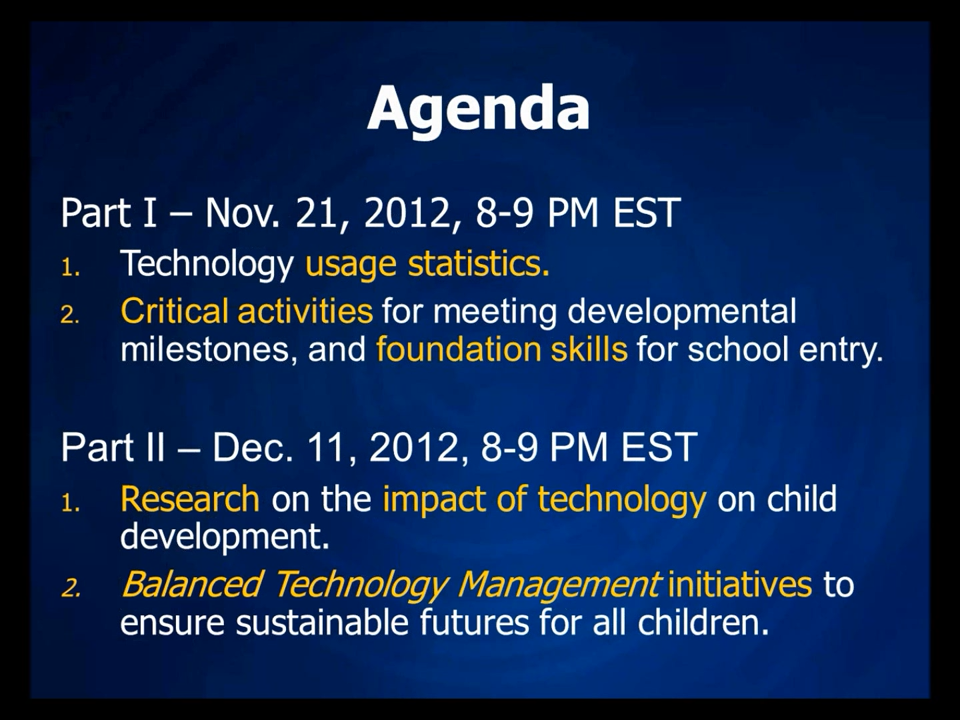 Agenda
Part I – Nov. 21, 2012, 8-9 PM EST
1. Technology usage statistics.
2. Critical activities for meeting developmental
milestones, and foundation skills for school entry.
Part II – Dec. 11, 2012, 8-9 PM EST
1. Research on the impact of technology on child
development.
2. Balanced Technology Management initiatives to
ensure sustainable futures for all children.